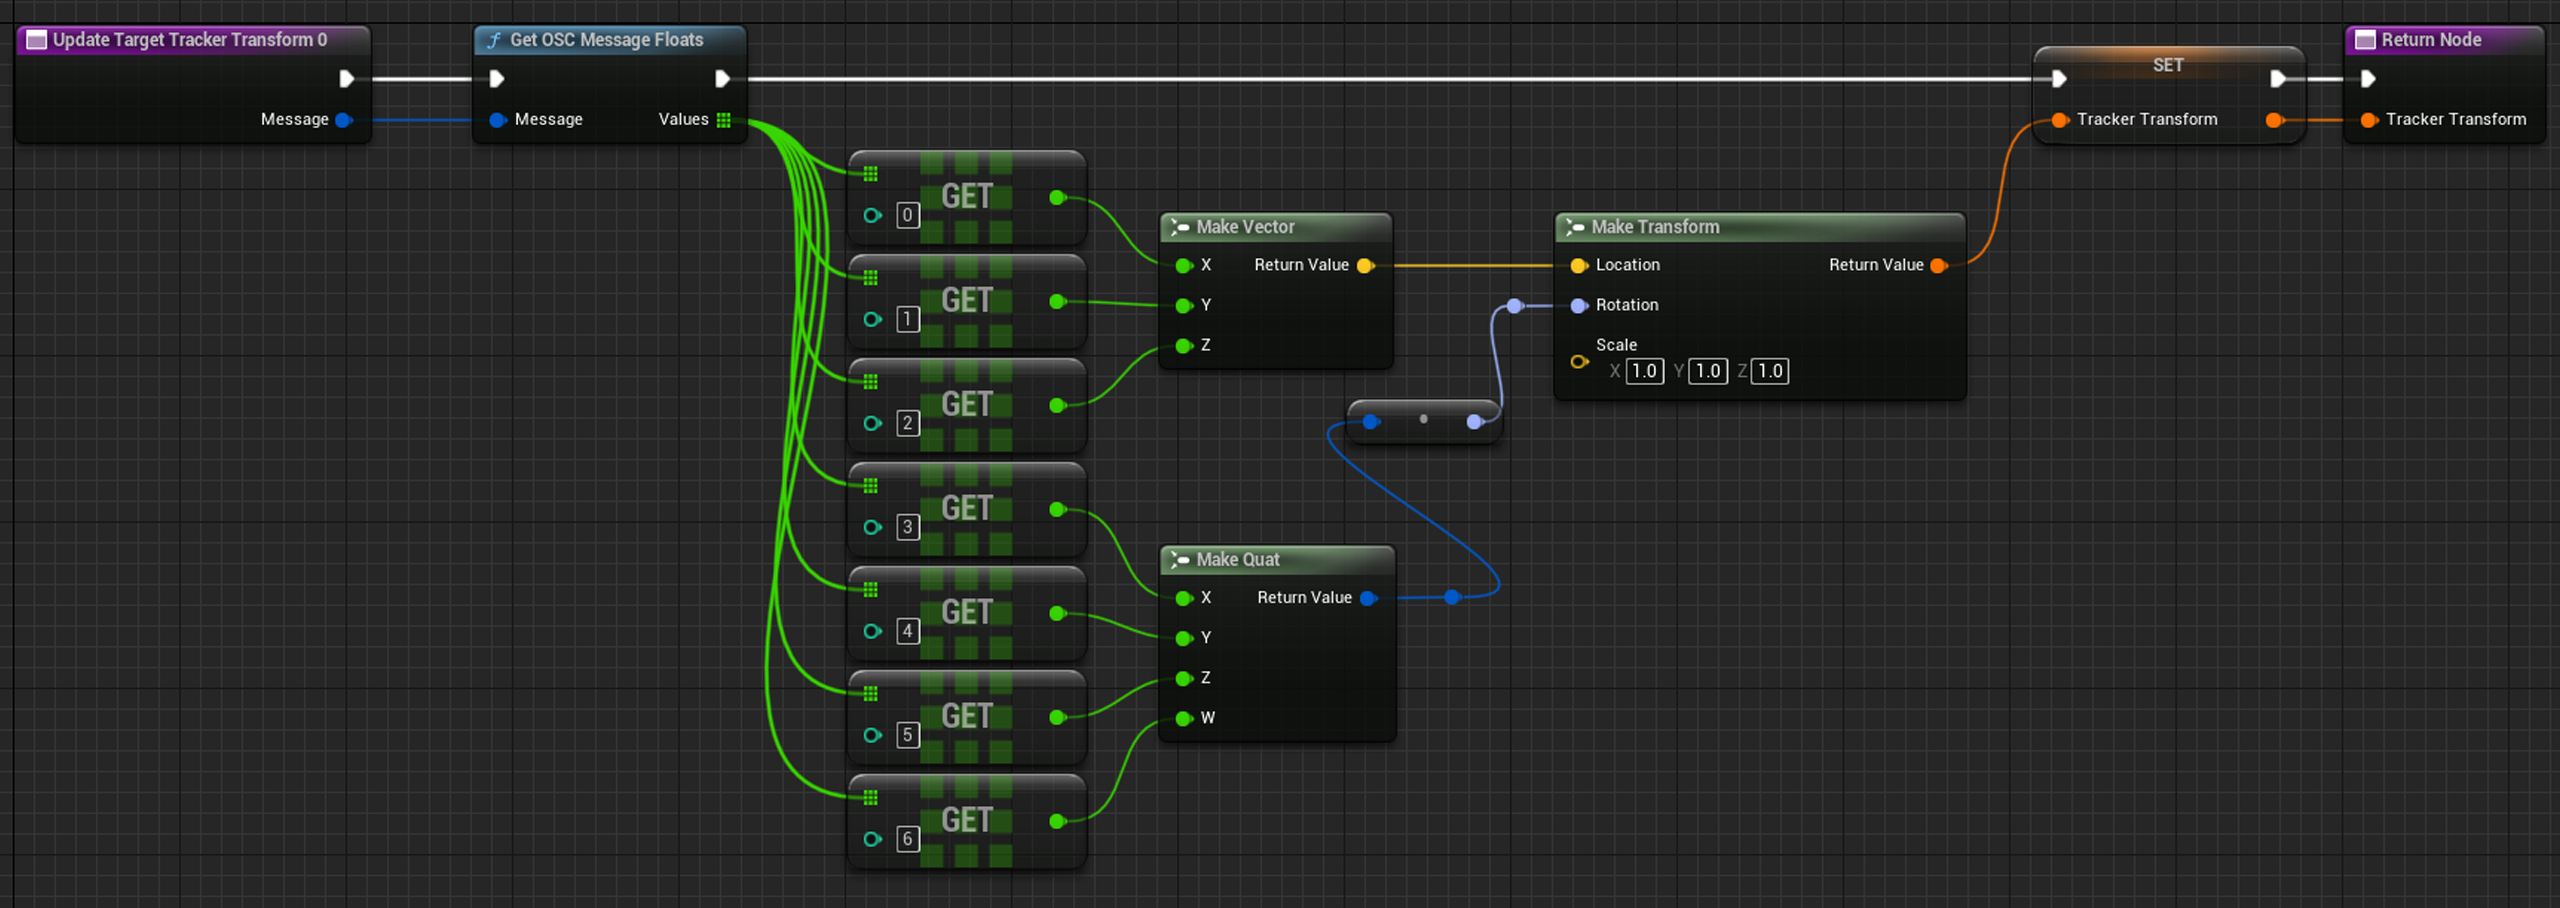 Update Target Tracker Transform 0
Message
f Get OSC Message Floats
Message Values
GET
0
GET
1
GET
2
GET
3
GET
4
GET
5
GET
6
Make Vector
X Return Value
Y
Z
Make Quat
X Return Value
Y
Z
W
Make Transform
Location Return Value
Rotation
Scale
X 1.0 Y 1.0 Z 1.0
SET
Tracker Transform
Return Node
Tracker Transform